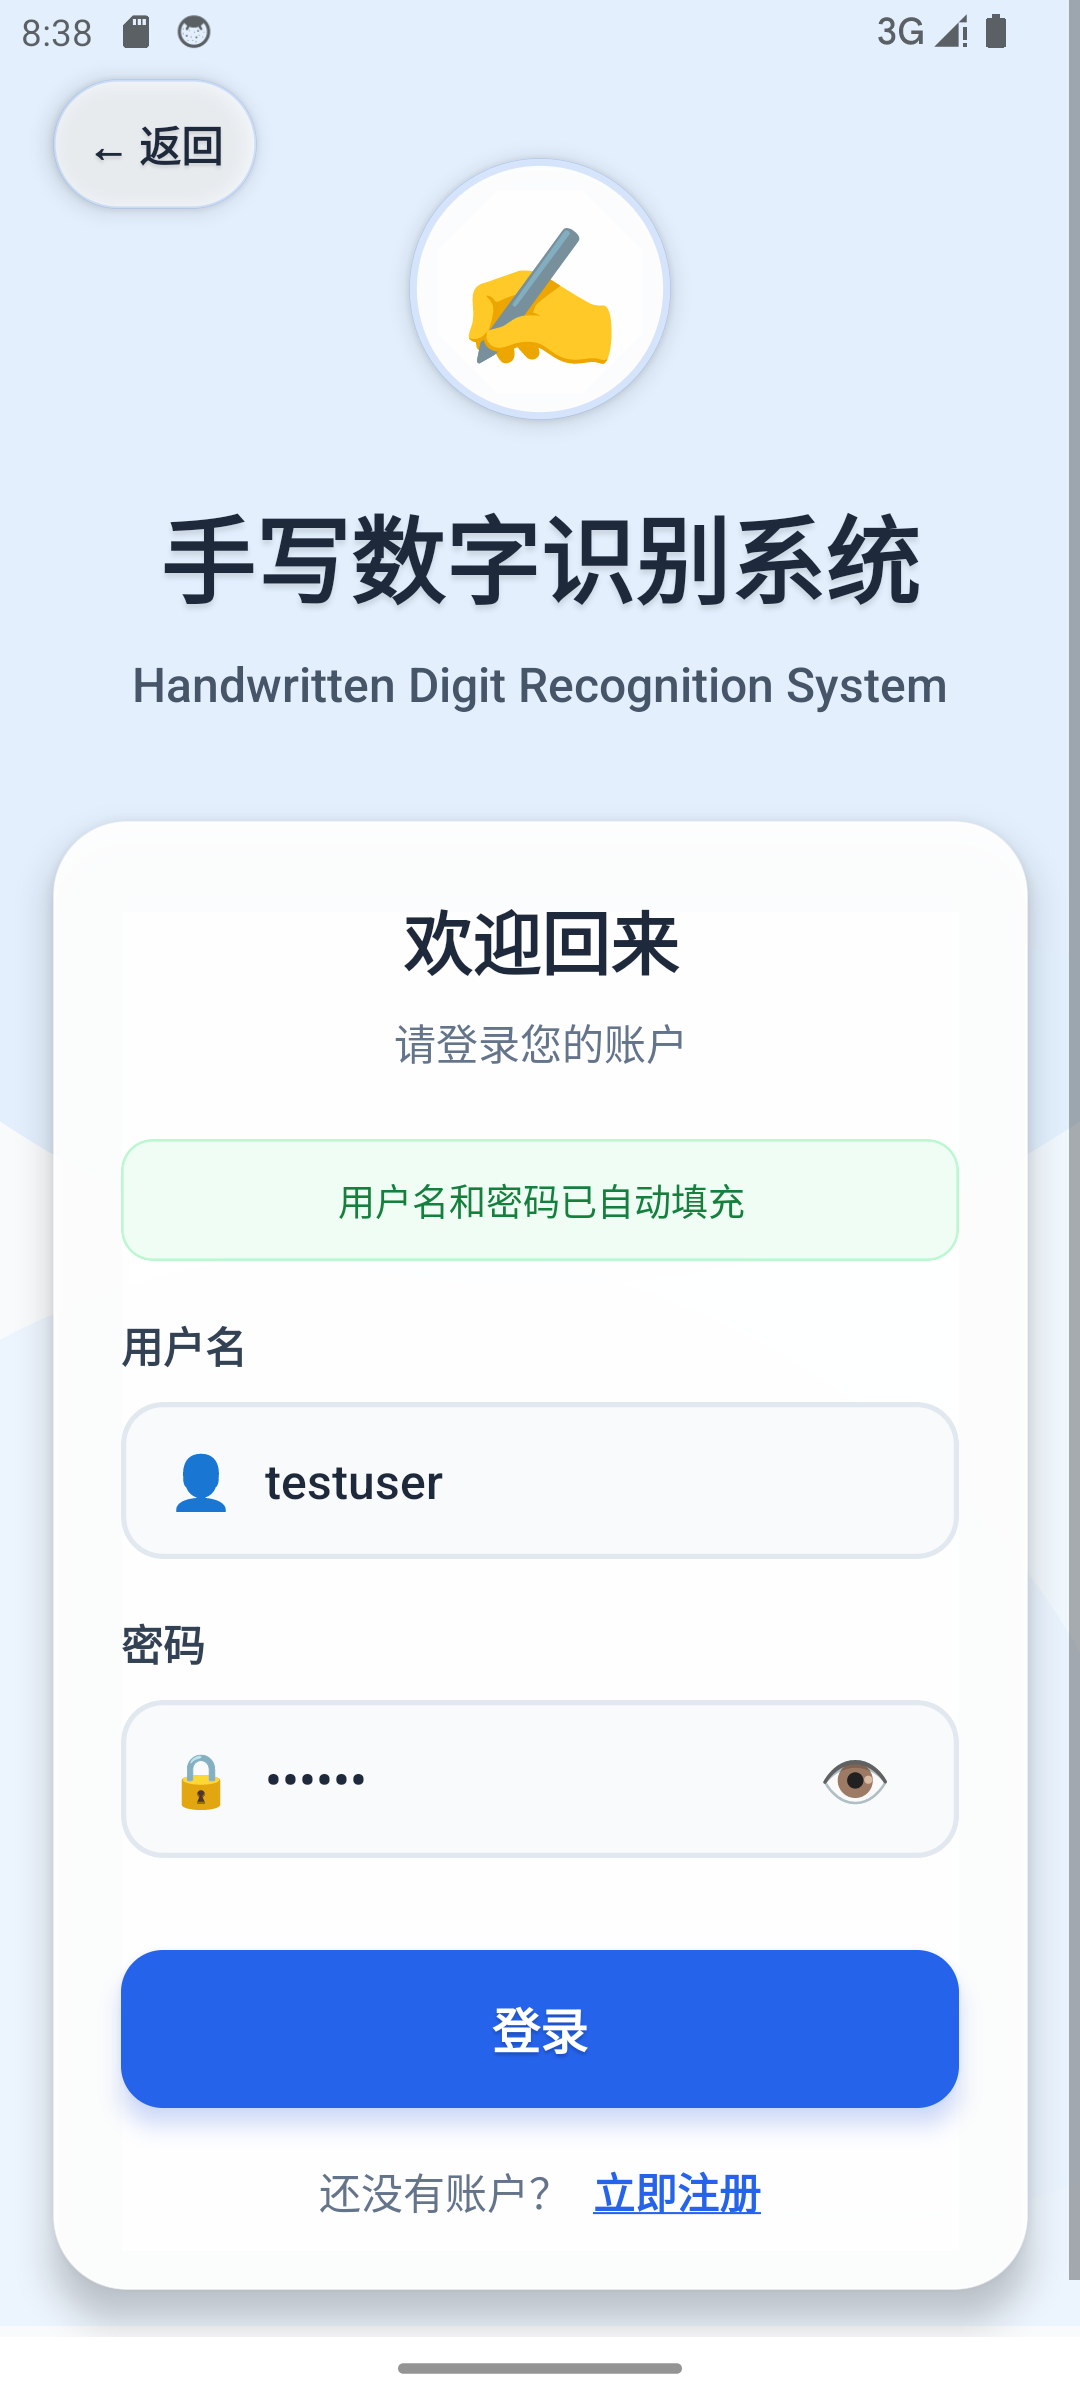 8:38
3G
← 返回
手写数字识别系统
Handwritten Digit Recognition System
欢迎回来
请登录您的账户
用户名和密码已自动填充
用户名
testuser
密码
••••••
登录
还没有账户？ 立即注册